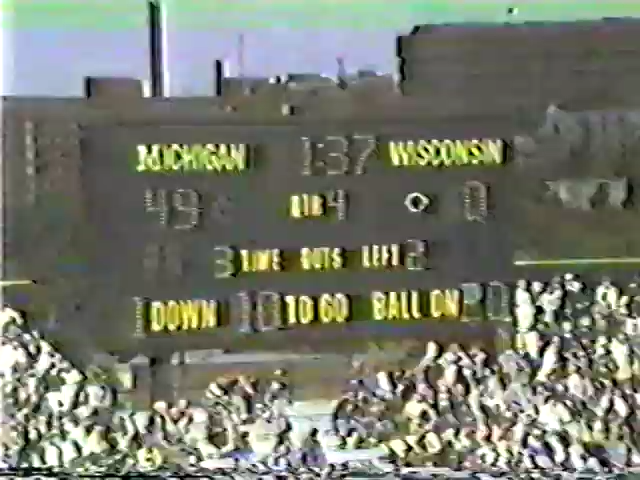 MICHIGAN 1:37 WISCONSIN
49 QTR 4 0
3 TIME OUTS LEFT 2
1 DOWN 10 TO GO BALL ON 20